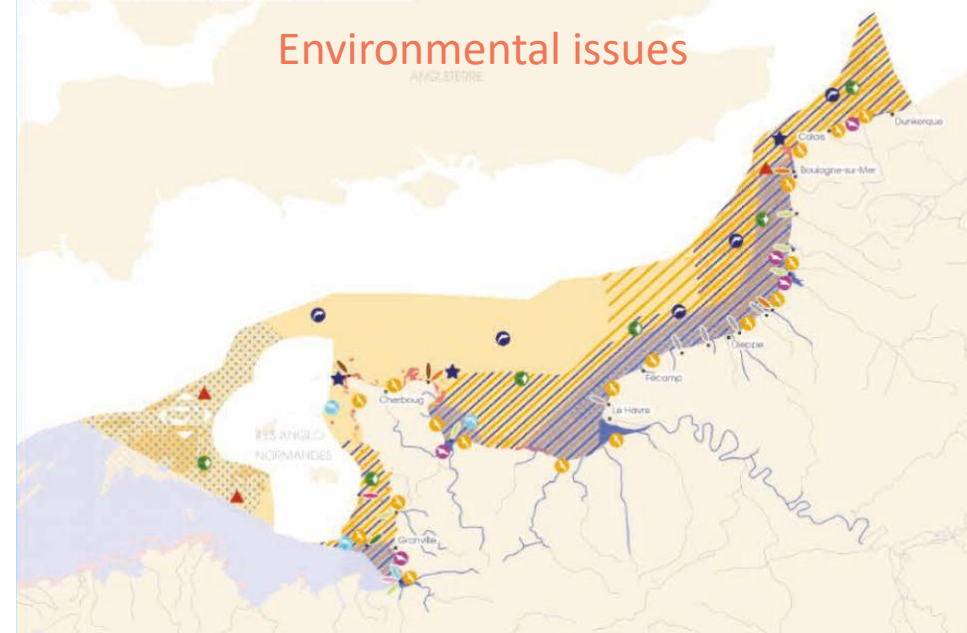 Environmental issues
ANGLETERRE
Dunkerque
Calais
Boulogne-sur-Mer
Dieppe
Fécamp
Cherboug
Le Havre
ILES ANGLO-
NORMANDES
Granville